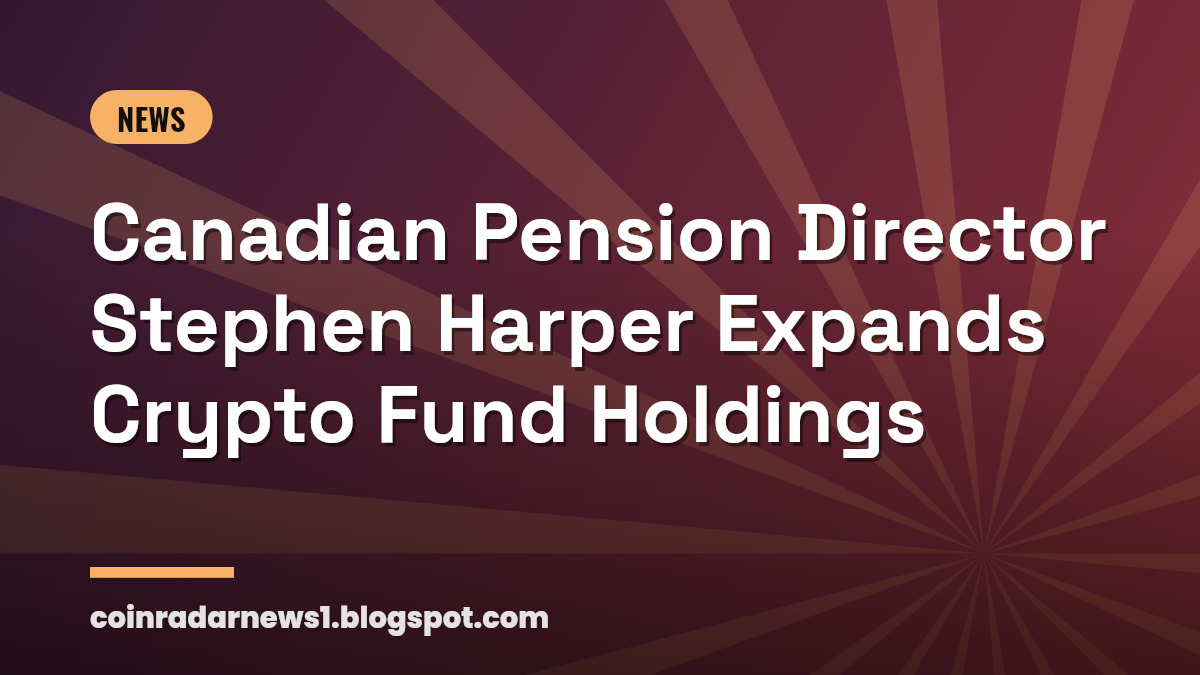 NEWS
Canadian Pension Director
Stephen Harper Expands
Crypto Fund Holdings
coinradarnews1.blogspot.com